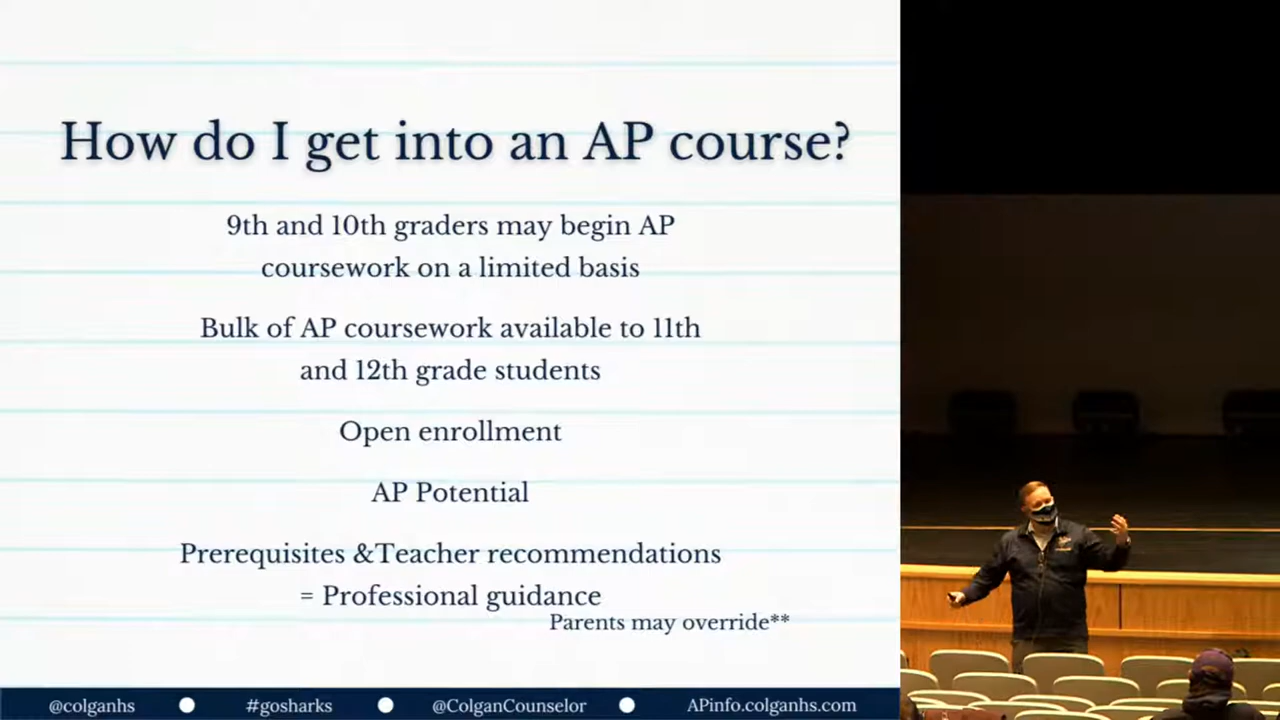 How do I get into an AP course?
9th and 10th graders may begin AP
coursework on a limited basis
Bulk of AP coursework available to 11th
and 12th grade students
Open enrollment
AP Potential
Prerequisites &Teacher recommendations
= Professional guidance
Parents may override**
@colganhs
#gosharks
@ColganCounselor
APinfo.colganhs.com